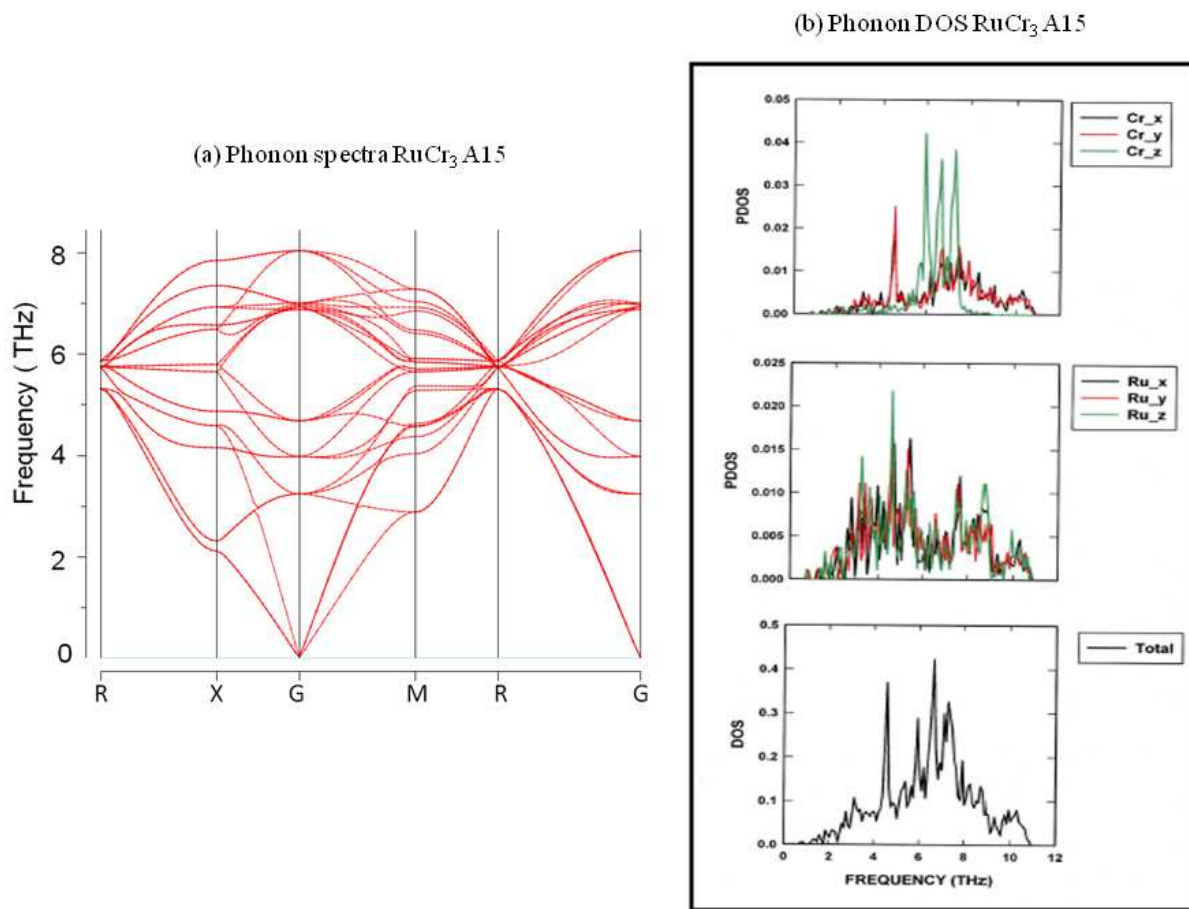 (b) Phonon DOS RuCr₃ A15
(a) Phonon spectra RuCr₃ A15
Frequency ( THz)
8
6
4
2
0
R X G M R G
0.05
0.04
0.03
0.02
0.01
0.00
PDOS
Cr_x
Cr_y
Cr_z
0.025
0.020
0.015
0.010
0.005
0.000
PDOS
Ru_x
Ru_y
Ru_z
0.5
0.4
0.3
0.2
0.1
0.0
DOS
Total
0 2 4 6 8 10 12
FREQUENCY (THz)